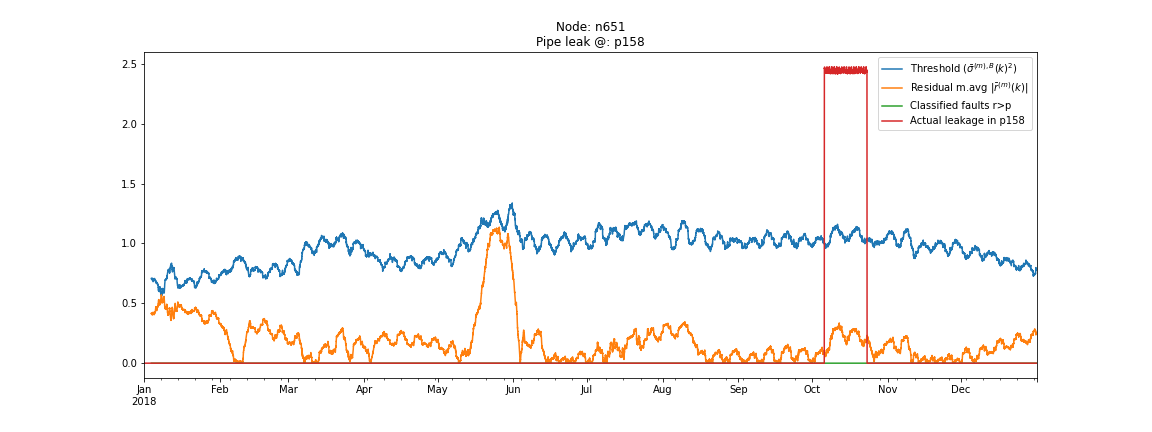 Node: n651
Pipe leak @: p158
2.5
2.0
1.5
1.0
0.5
0.0
Threshold (σ̄⁽ᵐ⁾,ᴮ(k)²)
Residual m.avg |r̄⁽ᵐ⁾(k)|
Classified faults r>p
Actual leakage in p158
Jan Feb Mar Apr May Jun Jul Aug Sep Oct Nov Dec
2018